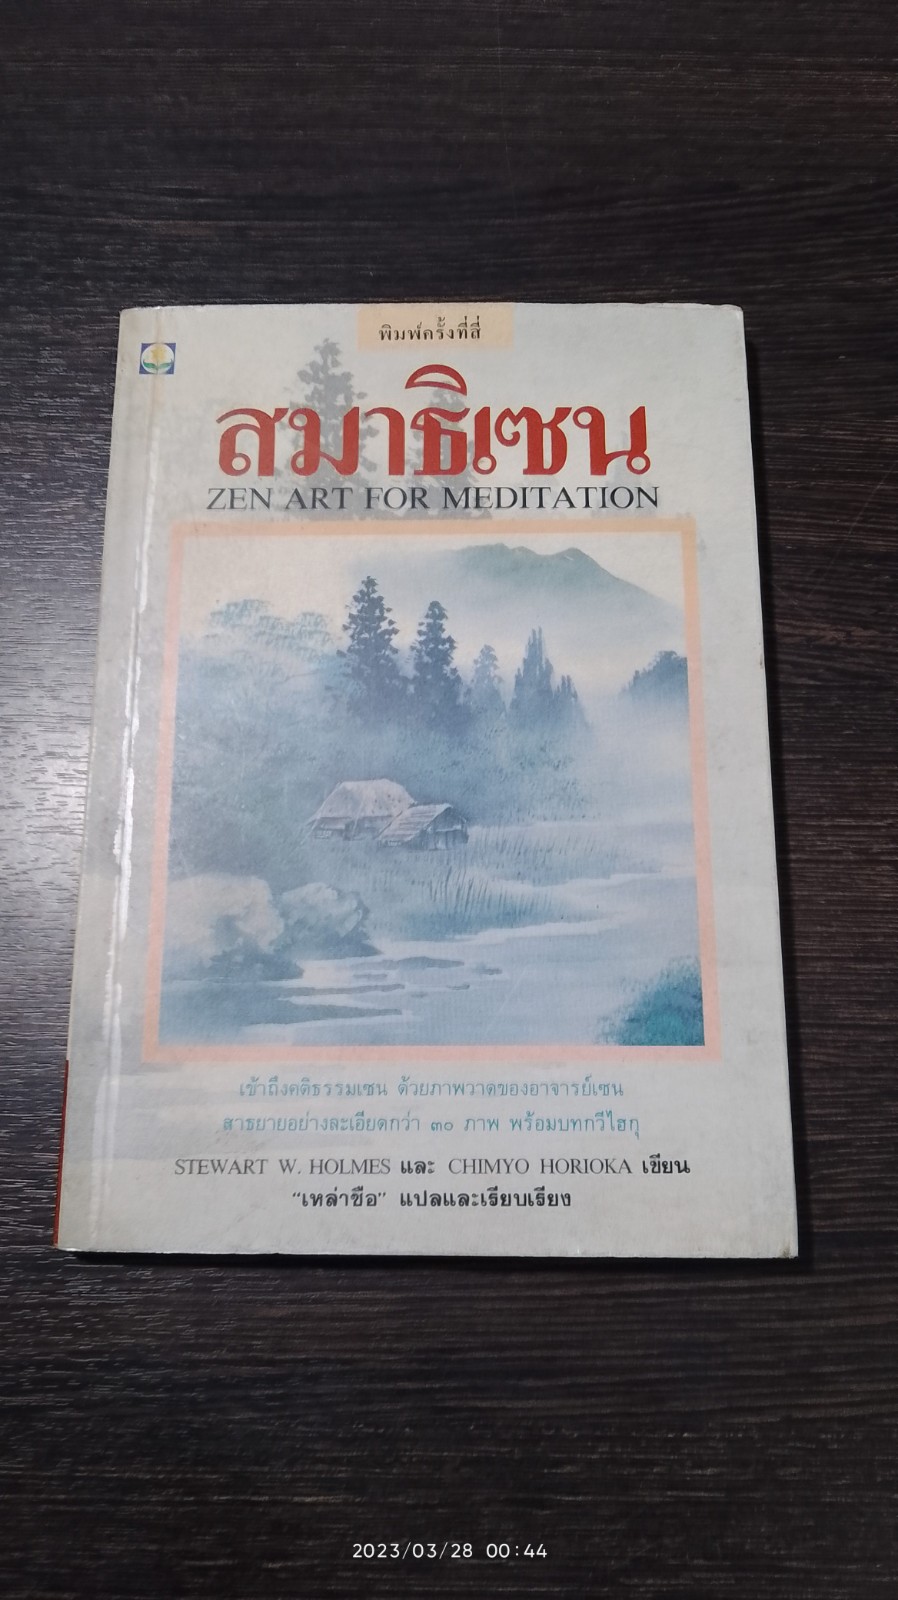 พิมพ์ครั้งที่สี่
สมาธิเซน
ZEN ART FOR MEDITATION
เข้าถึงคติธรรมเซน ด้วยภาพวาดของอาจารย์เซน
สาธยายอย่างละเอียดกว่า ๓๐ ภาพ พร้อมบทกวีไฮกุ
STEWART W. HOLMES และ CHIMYO HORIOKA เขียน
"เหล่าซือ" แปลและเรียบเรียง
2023/03/28 00:44